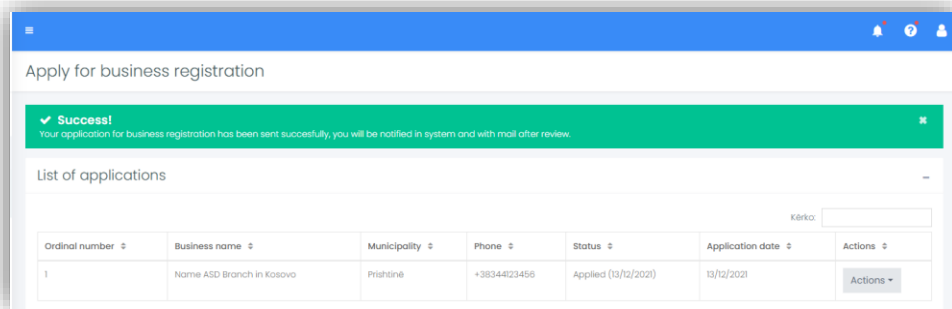 Apply for business registration
Success!
Your application for business registration has been sent succesfully, you will be notified in system and with mail after review.
List of applications
Kërko:
Ordinal number Business name Municipality Phone Status Application date Actions
1 Name ASD Branch in Kosovo Prishtinë +38344123456 Applied (13/12/2021) 13/12/2021 Actions